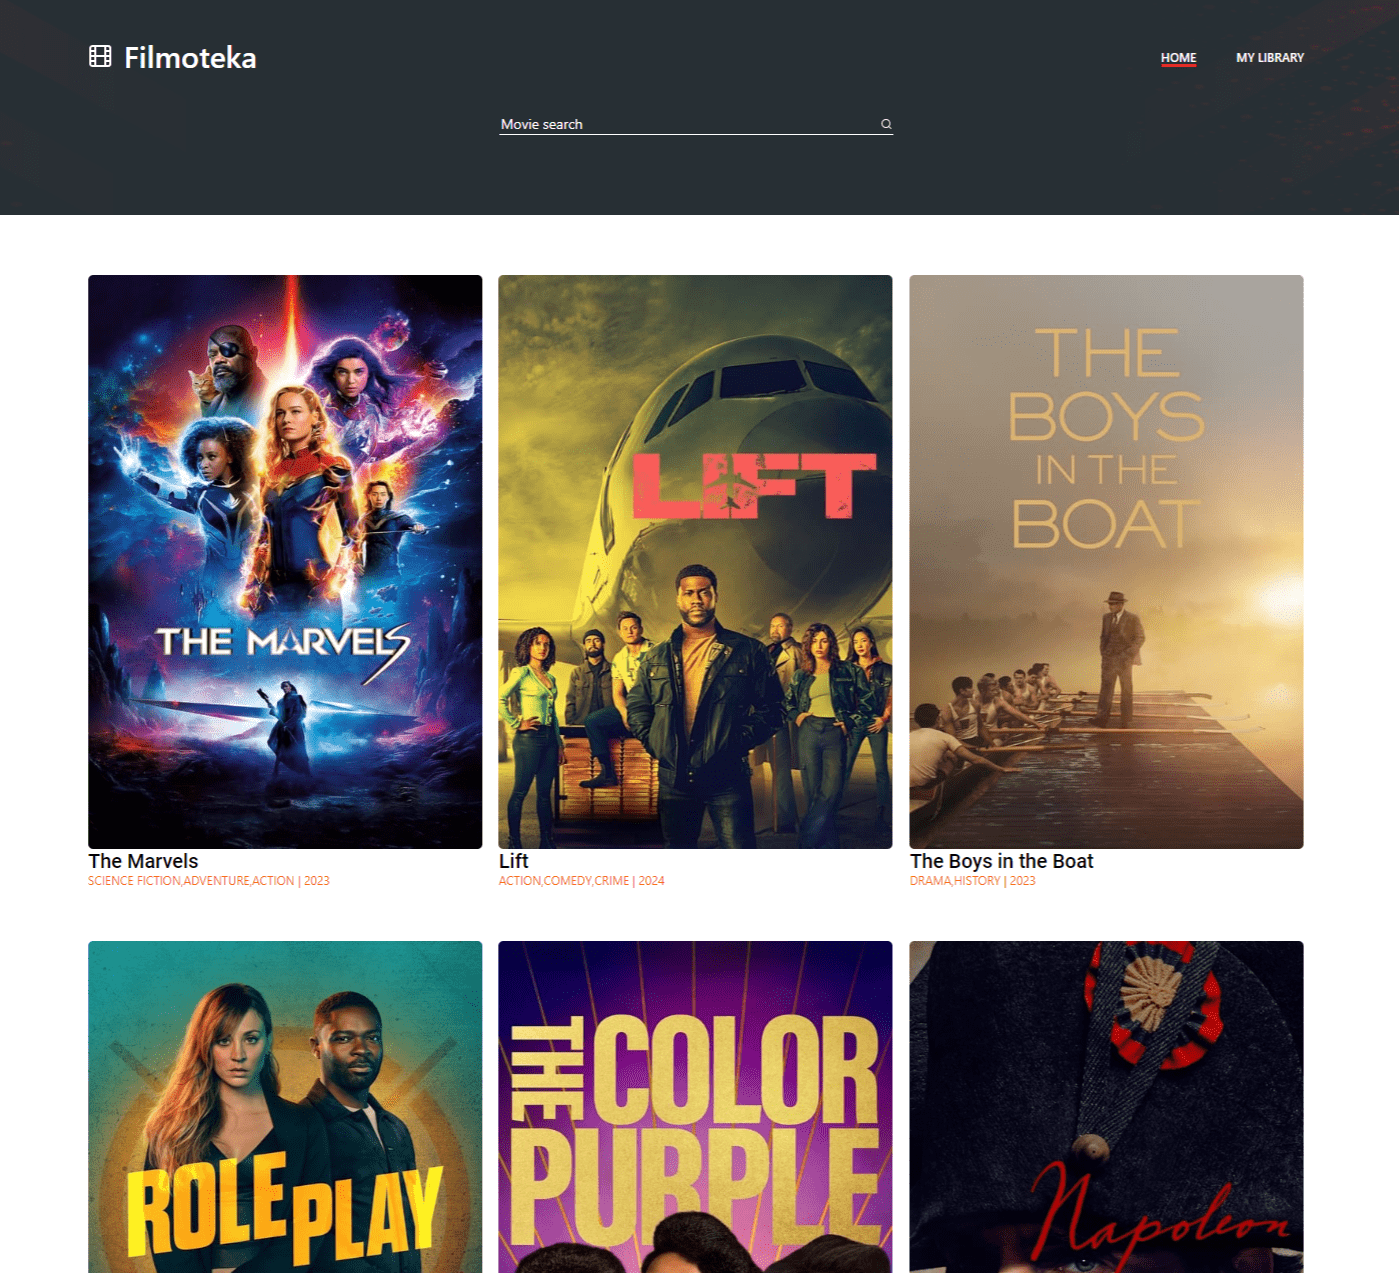 Filmoteka
HOME
MY LIBRARY
Movie search
THE MARVELS
LIFT
THE
BOYS
IN THE
BOAT
The Marvels
SCIENCE FICTION,ADVENTURE,ACTION | 2023
Lift
ACTION,COMEDY,CRIME | 2024
The Boys in the Boat
DRAMA,HISTORY | 2023
ROLE PLAY
THE COLOR
PURPLE
Napoleon